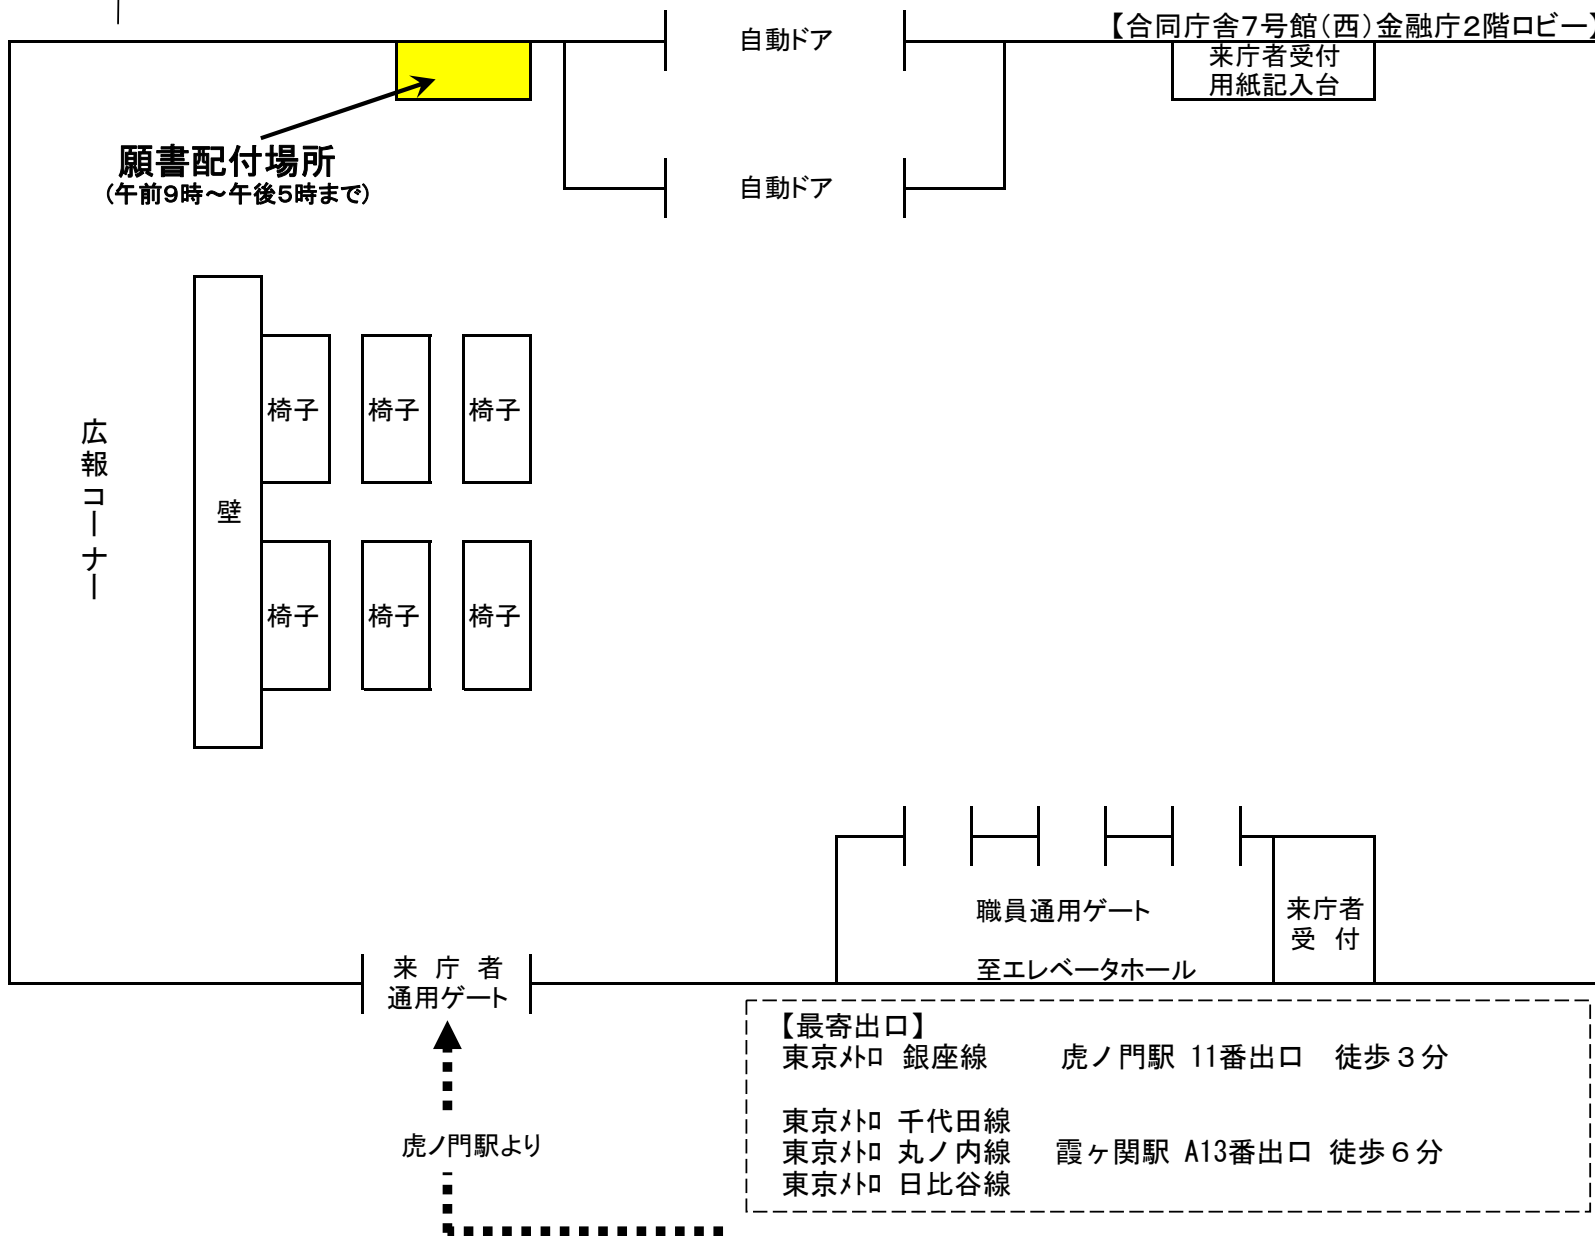 【合同庁舎7号館(西)金融庁2階ロビー】
自動ドア
来庁者受付
用紙記入台
願書配付場所
(午前9時～午後5時まで)
自動ドア
椅子
椅子
椅子
広報コーナー
壁
椅子
椅子
椅子
職員通用ゲート
至エレベータホール
来庁者
受 付
来 庁 者
通用ゲート
【最寄出口】
東京ﾒﾄﾛ 銀座線 虎ノ門駅 11番出口 徒歩３分
東京ﾒﾄﾛ 千代田線
東京ﾒﾄﾛ 丸ノ内線 霞ヶ関駅 A13番出口 徒歩６分
東京ﾒﾄﾛ 日比谷線
虎ノ門駅より